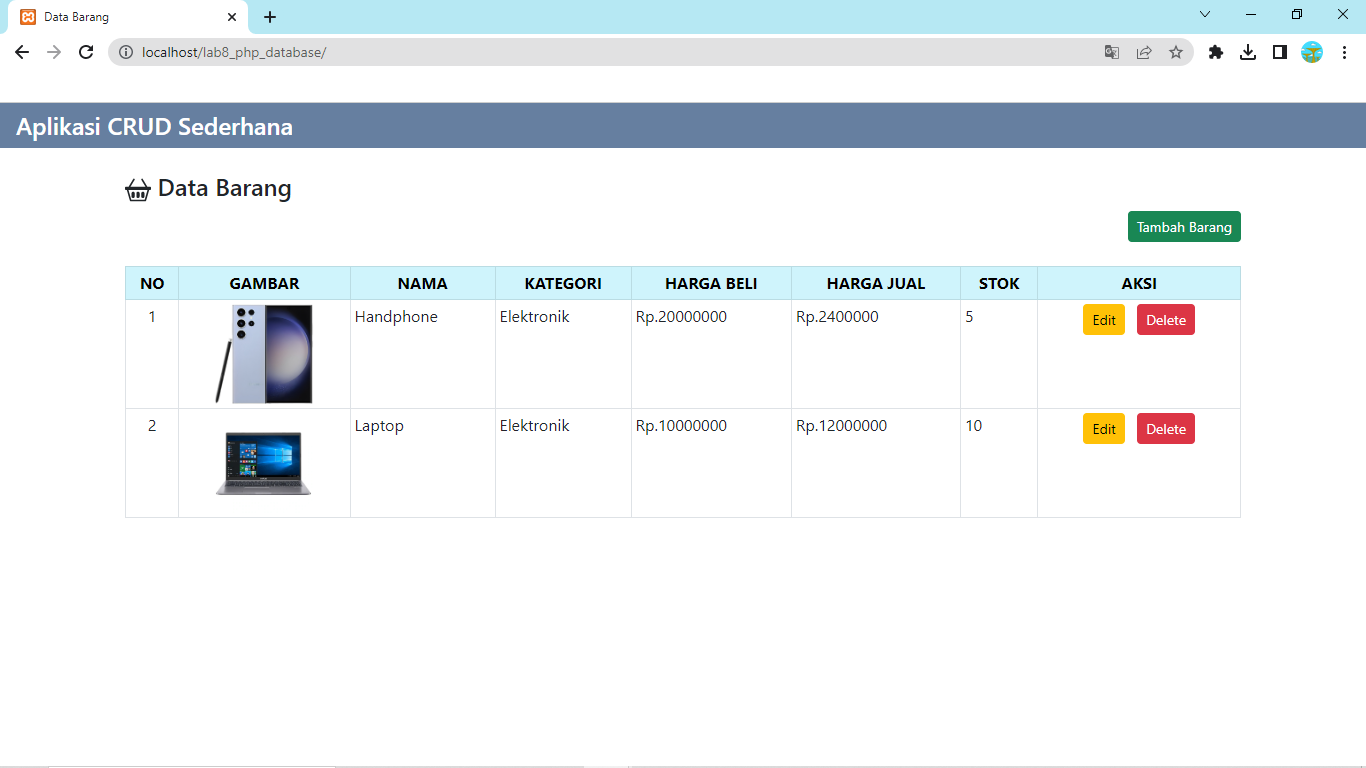 Data Barang
localhost/lab8_php_database/
Aplikasi CRUD Sederhana
Data Barang
Tambah Barang
NO GAMBAR NAMA KATEGORI HARGA BELI HARGA JUAL STOK AKSI
1 Handphone Elektronik Rp.20000000 Rp.2400000 5 Edit Delete
2 Laptop Elektronik Rp.10000000 Rp.12000000 10 Edit Delete